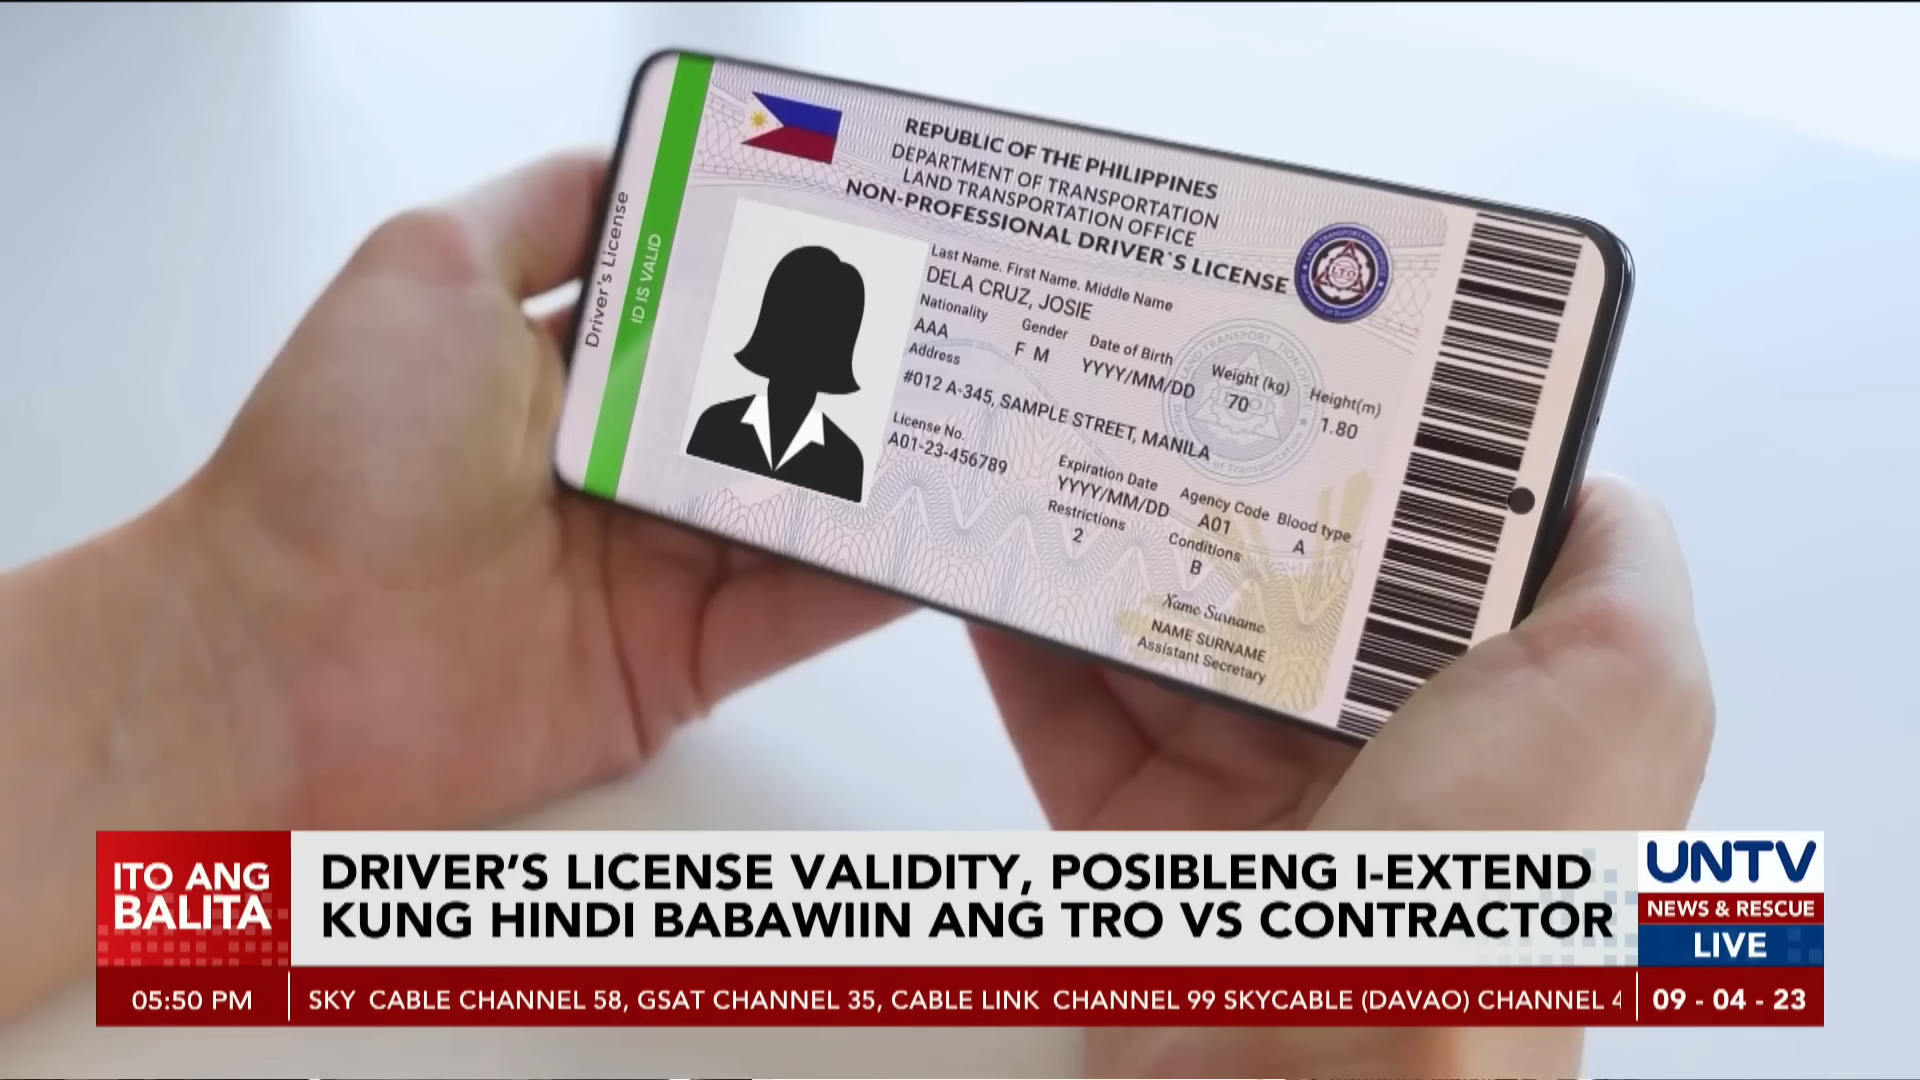 Driver's License
ID IS VALID
REPUBLIC OF THE PHILIPPINES
DEPARTMENT OF TRANSPORTATION
LAND TRANSPORTATION OFFICE
NON-PROFESSIONAL DRIVER`S LICENSE
LTO
Last Name. First Name. Middle Name
DELA CRUZ, JOSIE
Nationality Gender Date of Birth Weight (kg) Height(m)
AAA F M YYYY/MM/DD 70 1.80
Address
#012 A-345, SAMPLE STREET, MANILA
License No. Expiration Date Agency Code Blood type
A01-23-456789 YYYY/MM/DD A01 A
Restrictions Conditions
2 B
Name Surname
NAME SURNAME
Assistant Secretary
ITO ANG
BALITA
DRIVER'S LICENSE VALIDITY, POSIBLENG I-EXTEND
KUNG HINDI BABAWIIN ANG TRO VS CONTRACTOR
UNTV
NEWS & RESCUE
LIVE
05:50 PM
SKY CABLE CHANNEL 58, GSAT CHANNEL 35, CABLE LINK CHANNEL 99 SKYCABLE (DAVAO) CHANNEL 4
09 - 04 - 23